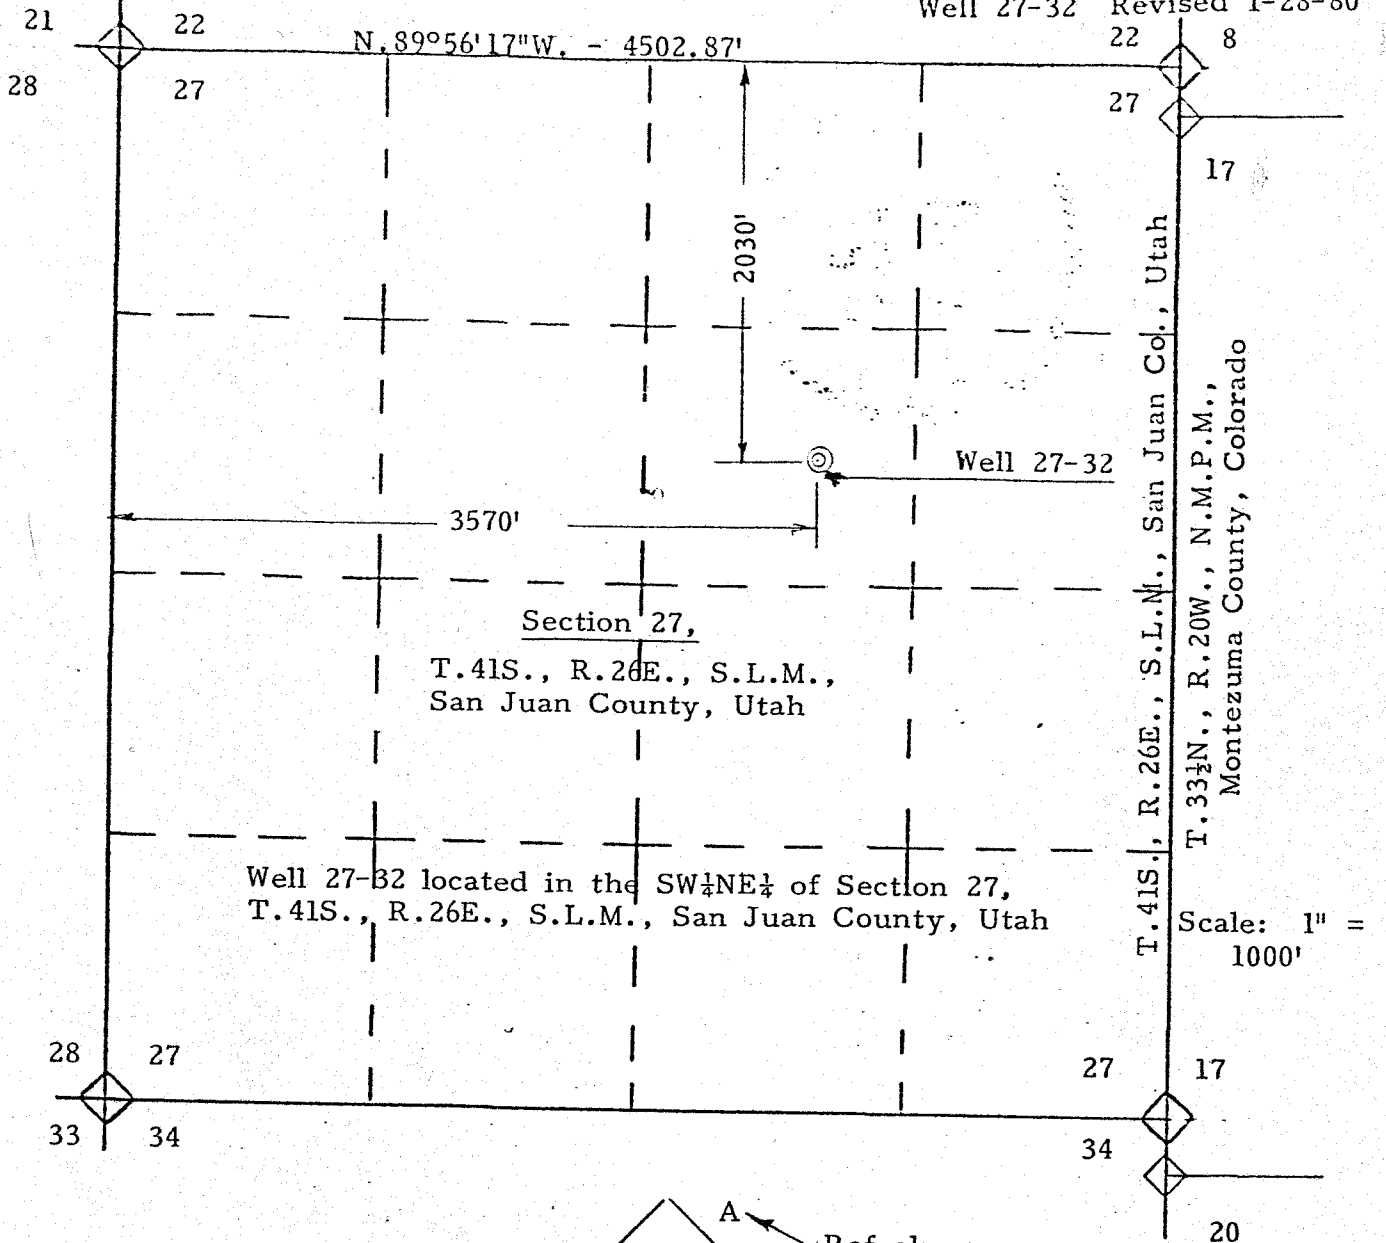 Well 27-32 Revised 1-28-80
21 22
N.89°56'17"W. - 4502.87'
22 8
28 27
27
17
2030'
Well 27-32
3570'
Section 27,
T.41S., R.26E., S.L.M.,
San Juan County, Utah
T.41S., R.26E., S.L.M., San Juan Co., Utah
T.33½N., R.20W., N.M.P.M.,
Montezuma County, Colorado
Well 27-32 located in the SW¼NE¼ of Section 27,
T.41S., R.26E., S.L.M., San Juan County, Utah
Scale: 1" =
1000'
28 27
27 17
33 34
34
A
20